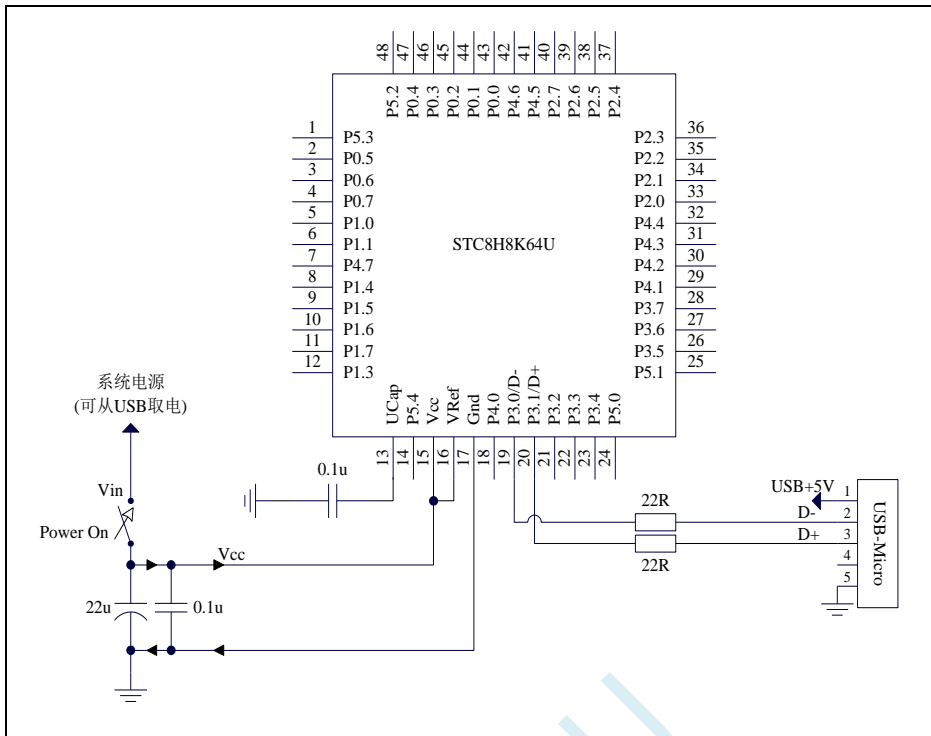 48 47 46 45 44 43 42 41 40 39 38 37
P5.2 P0.4 P0.3 P0.2 P0.1 P0.0 P4.6 P4.5 P2.7 P2.6 P2.5 P2.4
1 P5.3 P2.3 36
2 P0.5 P2.2 35
3 P0.6 P2.1 34
4 P0.7 P2.0 33
5 P1.0 P4.4 32
6 P1.1 P4.3 31
7 P4.7 P4.2 30
8 P1.4 P4.1 29
9 P1.5 P3.7 28
10 P1.6 P3.6 27
11 P1.7 P3.5 26
12 P1.3 P5.1 25
STC8H8K64U
UCap P5.4 Vcc VRef Gnd P4.0 P3.0/D- P3.1/D+ P3.2 P3.3 P3.4 P5.0
13 14 15 16 17 18 19 20 21 22 23 24
系统电源
(可从USB取电)
Vin
Power On
Vcc
22u 0.1u
0.1u
22R
22R
USB+5V 1
D- 2
D+ 3
4
5
USB-Micro